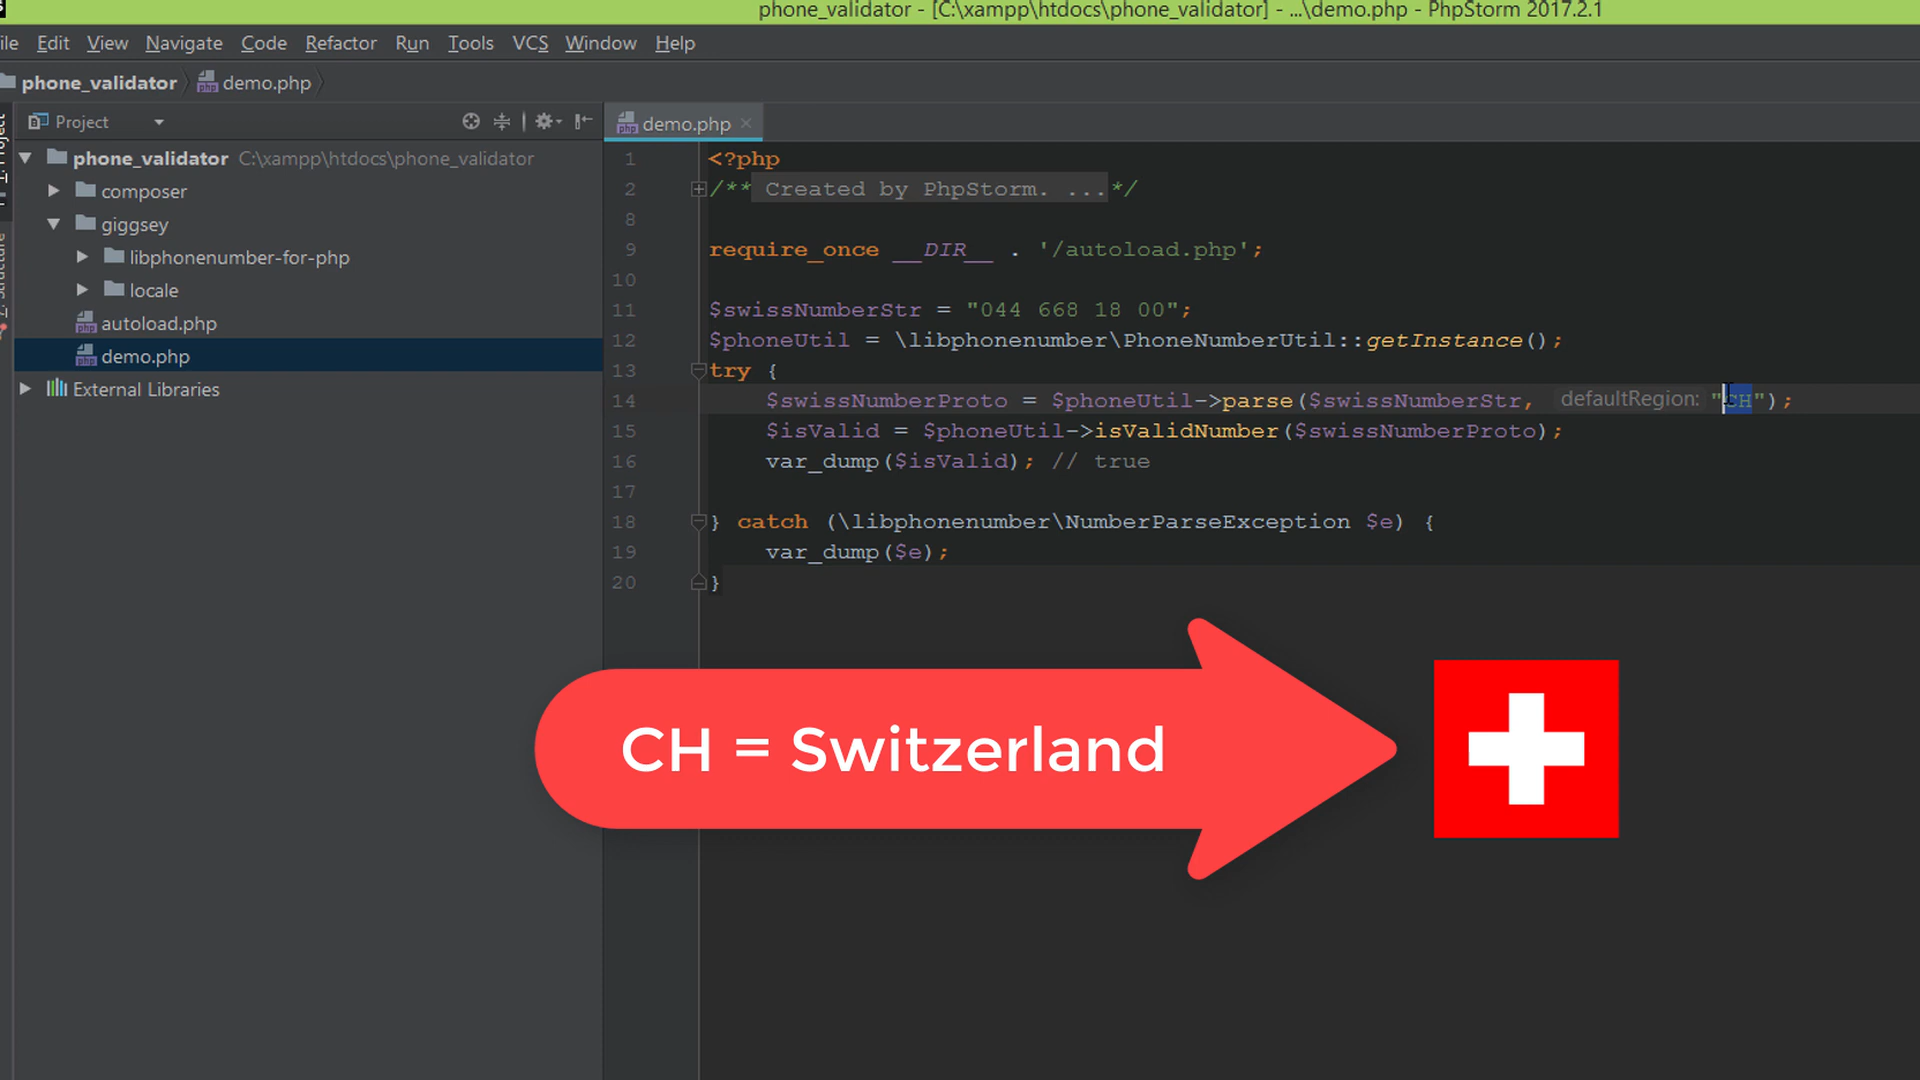 phone_validator - [C:\xampp\htdocs\phone_validator] - ...\demo.php - PhpStorm 2017.2.1
Edit View Navigate Code Refactor Run Tools VCS Window Help
phone_validator demo.php
Project
demo.php
phone_validator C:\xampp\htdocs\phone_validator
composer
giggsey
libphonenumber-for-php
locale
autoload.php
demo.php
External Libraries
1 <?php
2 /** Created by PhpStorm. ...*/
8
9 require_once __DIR__ . '/autoload.php';
10
11 $swissNumberStr = "044 668 18 00";
12 $phoneUtil = \libphonenumber\PhoneNumberUtil::getInstance();
13 try {
14 $swissNumberProto = $phoneUtil->parse($swissNumberStr, defaultRegion: "CH");
15 $isValid = $phoneUtil->isValidNumber($swissNumberProto);
16 var_dump($isValid); // true
17
18 } catch (\libphonenumber\NumberParseException $e) {
19 var_dump($e);
20 }
CH = Switzerland